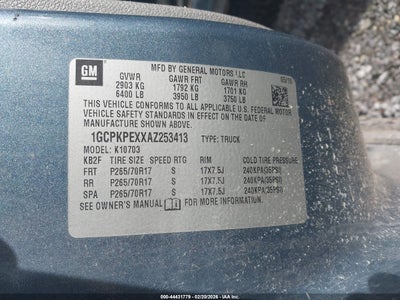 GM
MFD BY GENERAL MOTORS LLC
05/10
GVWR GAWR FRT GAWR RR
2903 KG 1792 KG 1701 KG
6400 LB 3950 LB 3750 LB
THIS VEHICLE CONFORMS TO ALL APPLICABLE U.S. FEDERAL MOTOR
VEHICLE SAFETY STANDARDS IN EFFECT ON THE DATE OF
MANUFACTURE SHOWN ABOVE.
1GCPKPEXXAZ253413 TYPE: TRUCK
MODEL: K10703
KB2F TIRE SIZE SPEED RTG RIM COLD TIRE PRESSURE
FRT P265/70R17 S 17X7.5J 240KPA(35PSI)
RR P265/70R17 S 17X7.5J 240KPA(35PSI)
SPA P265/70R17 S 17X7.5J 240KPA(35PSI)
SEE OWNER'S MANUAL FOR MORE INFORMATION.
000-44431779 - (02/20/2026 - IAA Holdings, LLC